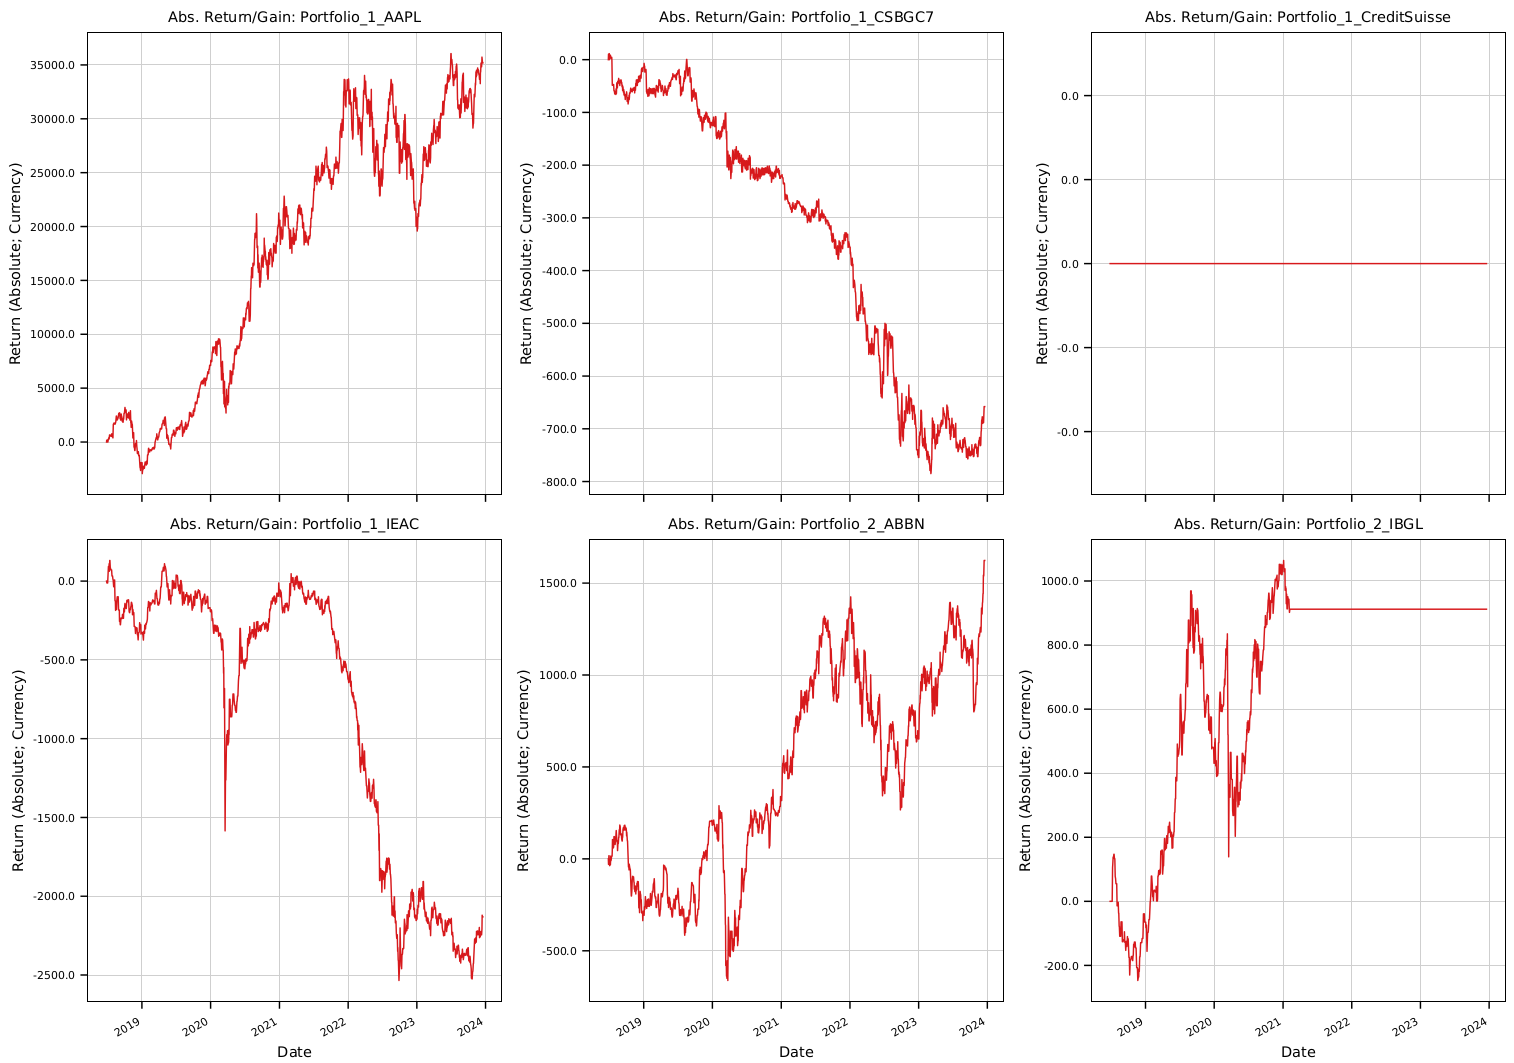 Abs. Return/Gain: Portfolio_1_AAPL
Abs. Return/Gain: Portfolio_1_CSBGC7
Abs. Return/Gain: Portfolio_1_CreditSuisse
Return (Absolute; Currency)
35000.0
30000.0
25000.0
20000.0
15000.0
10000.0
5000.0
0.0
Return (Absolute; Currency)
0.0
-100.0
-200.0
-300.0
-400.0
-500.0
-600.0
-700.0
-800.0
Return (Absolute; Currency)
0.0
0.0
0.0
-0.0
-0.0
Abs. Return/Gain: Portfolio_1_IEAC
Abs. Return/Gain: Portfolio_2_ABBN
Abs. Return/Gain: Portfolio_2_IBGL
Return (Absolute; Currency)
0.0
-500.0
-1000.0
-1500.0
-2000.0
-2500.0
2019 2020 2021 2022 2023 2024
Date
Return (Absolute; Currency)
1500.0
1000.0
500.0
0.0
-500.0
2019 2020 2021 2022 2023 2024
Date
Return (Absolute; Currency)
1000.0
800.0
600.0
400.0
200.0
0.0
-200.0
2019 2020 2021 2022 2023 2024
Date